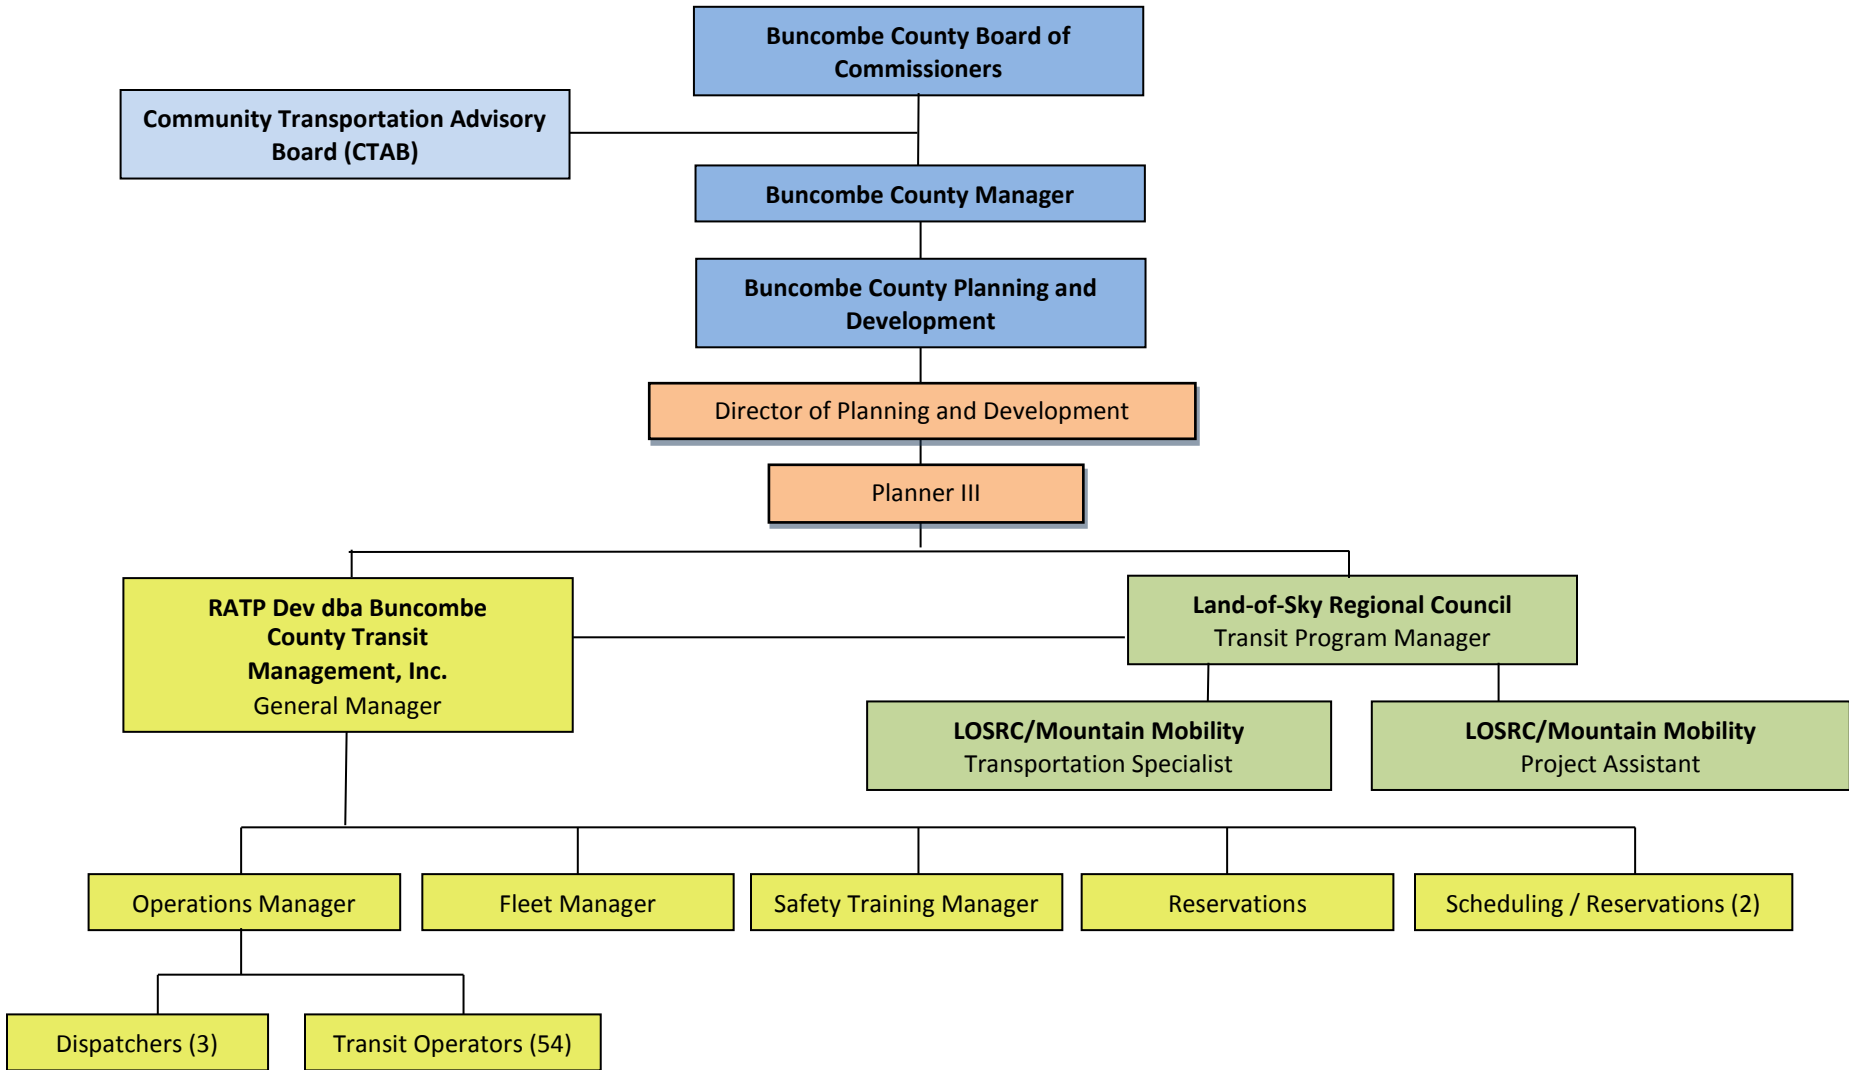 Buncombe County Board of
Commissioners
Community Transportation Advisory
Board (CTAB)
Buncombe County Manager
Buncombe County Planning and
Development
Director of Planning and Development
Planner III
RATP Dev dba Buncombe
County Transit
Management, Inc.
General Manager
Land-of-Sky Regional Council
Transit Program Manager
LOSRC/Mountain Mobility
Transportation Specialist
LOSRC/Mountain Mobility
Project Assistant
Operations Manager
Fleet Manager
Safety Training Manager
Reservations
Scheduling / Reservations (2)
Dispatchers (3)
Transit Operators (54)